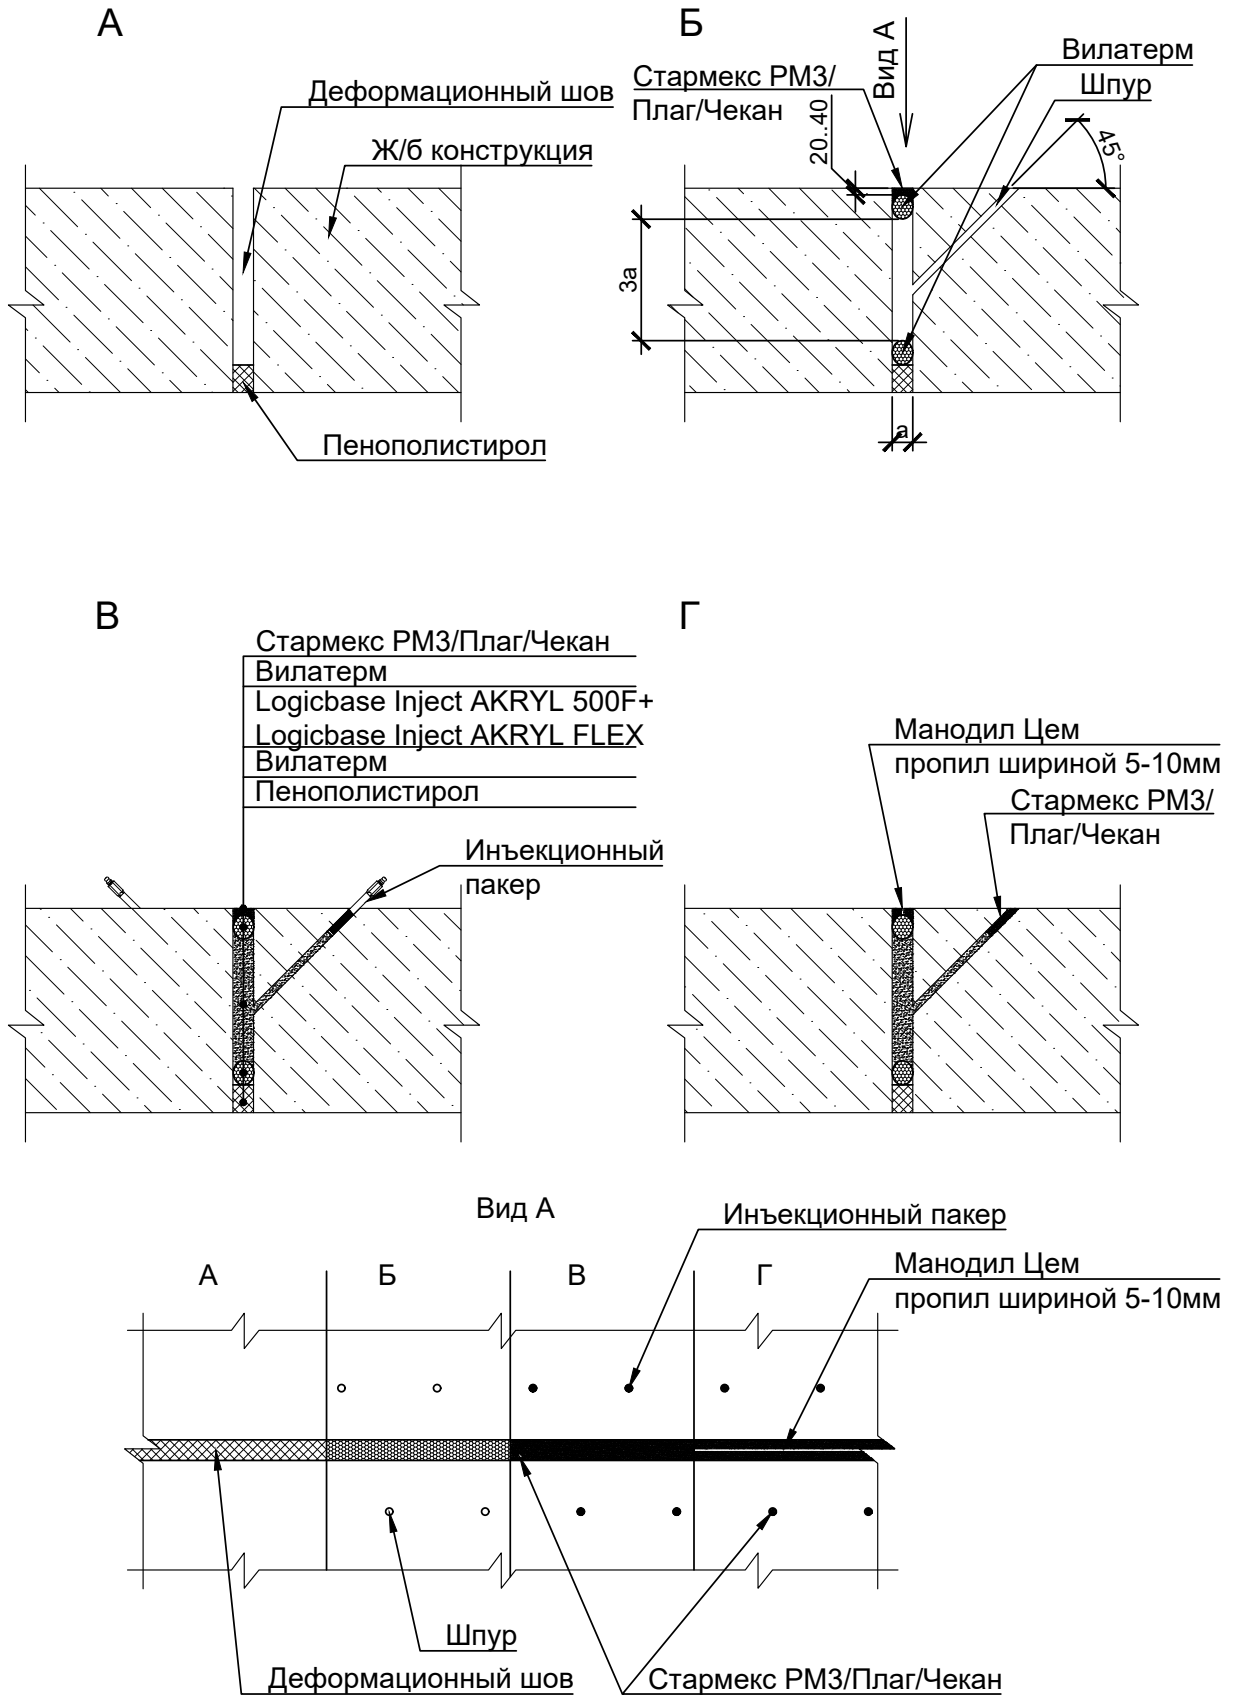 А
Деформационный шов
Ж/б конструкция
Пенополистирол
Б
Вид А
Стармекс РМ3/
Плаг/Чекан
Вилатерм
Шпур
20..40
45°
3а
а
В
Стармекс РМ3/Плаг/Чекан
Вилатерм
Logicbase Inject AKRYL 500F+
Logicbase Inject AKRYL FLEX
Вилатерм
Пенополистирол
Инъекционный
пакер
Г
Манодил Цем
пропил шириной 5-10мм
Стармекс РМ3/
Плаг/Чекан
Вид А
Инъекционный пакер
Манодил Цем
пропил шириной 5-10мм
А
Б
В
Г
Шпур
Деформационный шов
Стармекс РМ3/Плаг/Чекан